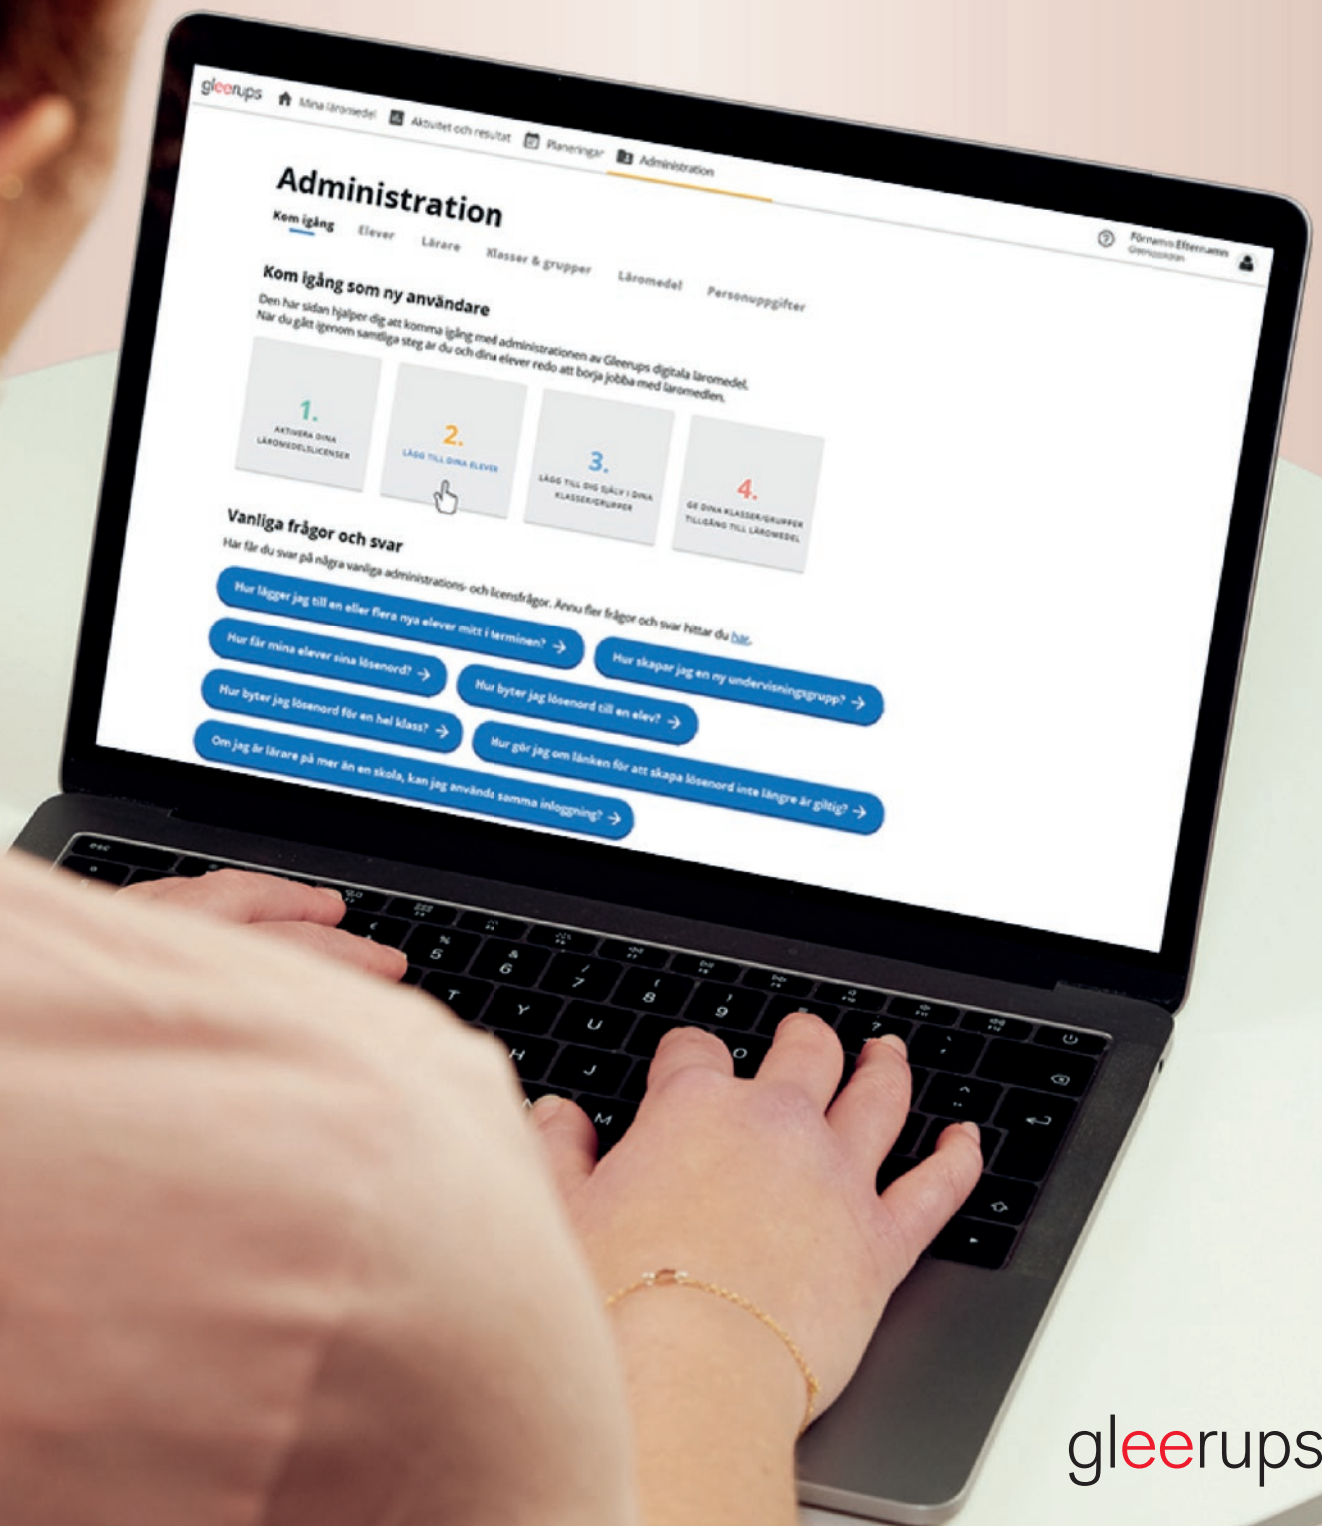 gleerups
Mina läromedel
Aktivitet och resultat
Planeringar
Administration
Förnamn Efternamn
Administration
Kom igång
Elever
Lärare
Klasser & grupper
Läromedel
Personuppgifter
Kom igång som ny användare
Den här sidan hjälper dig att komma igång med administrationen av Gleerups digitala läromedel.
När du gått igenom samtliga steg är du och dina elever redo att börja jobba med läromedlen.
1.
AKTIVERA DINA
LÄROMEDELSLICENSER
2.
LÄGG TILL DINA ELEVER
3.
LÄGG TILL DIG SJÄLV I DINA
KLASSER/GRUPPER
4.
GE DINA KLASSER/GRUPPER
TILLGÅNG TILL LÄROMEDEL
Vanliga frågor och svar
Här får du svar på några vanliga administrations- och licensfrågor. Ännu fler frågor och svar hittar du här.
Hur lägger jag till en eller flera nya elever mitt i terminen? →
Hur skapar jag en ny undervisningsgrupp? →
Hur får mina elever sina lösenord? →
Hur byter jag lösenord till en elev? →
Hur byter jag lösenord för en hel klass? →
Hur gör jag om länken för att skapa lösenord inte längre är giltig? →
Om jag är lärare på mer än en skola, kan jag använda samma inloggning? →
esc
% & / ( ) = ?
5 6 7 8 9
T Y U O
H J
M
gleerups